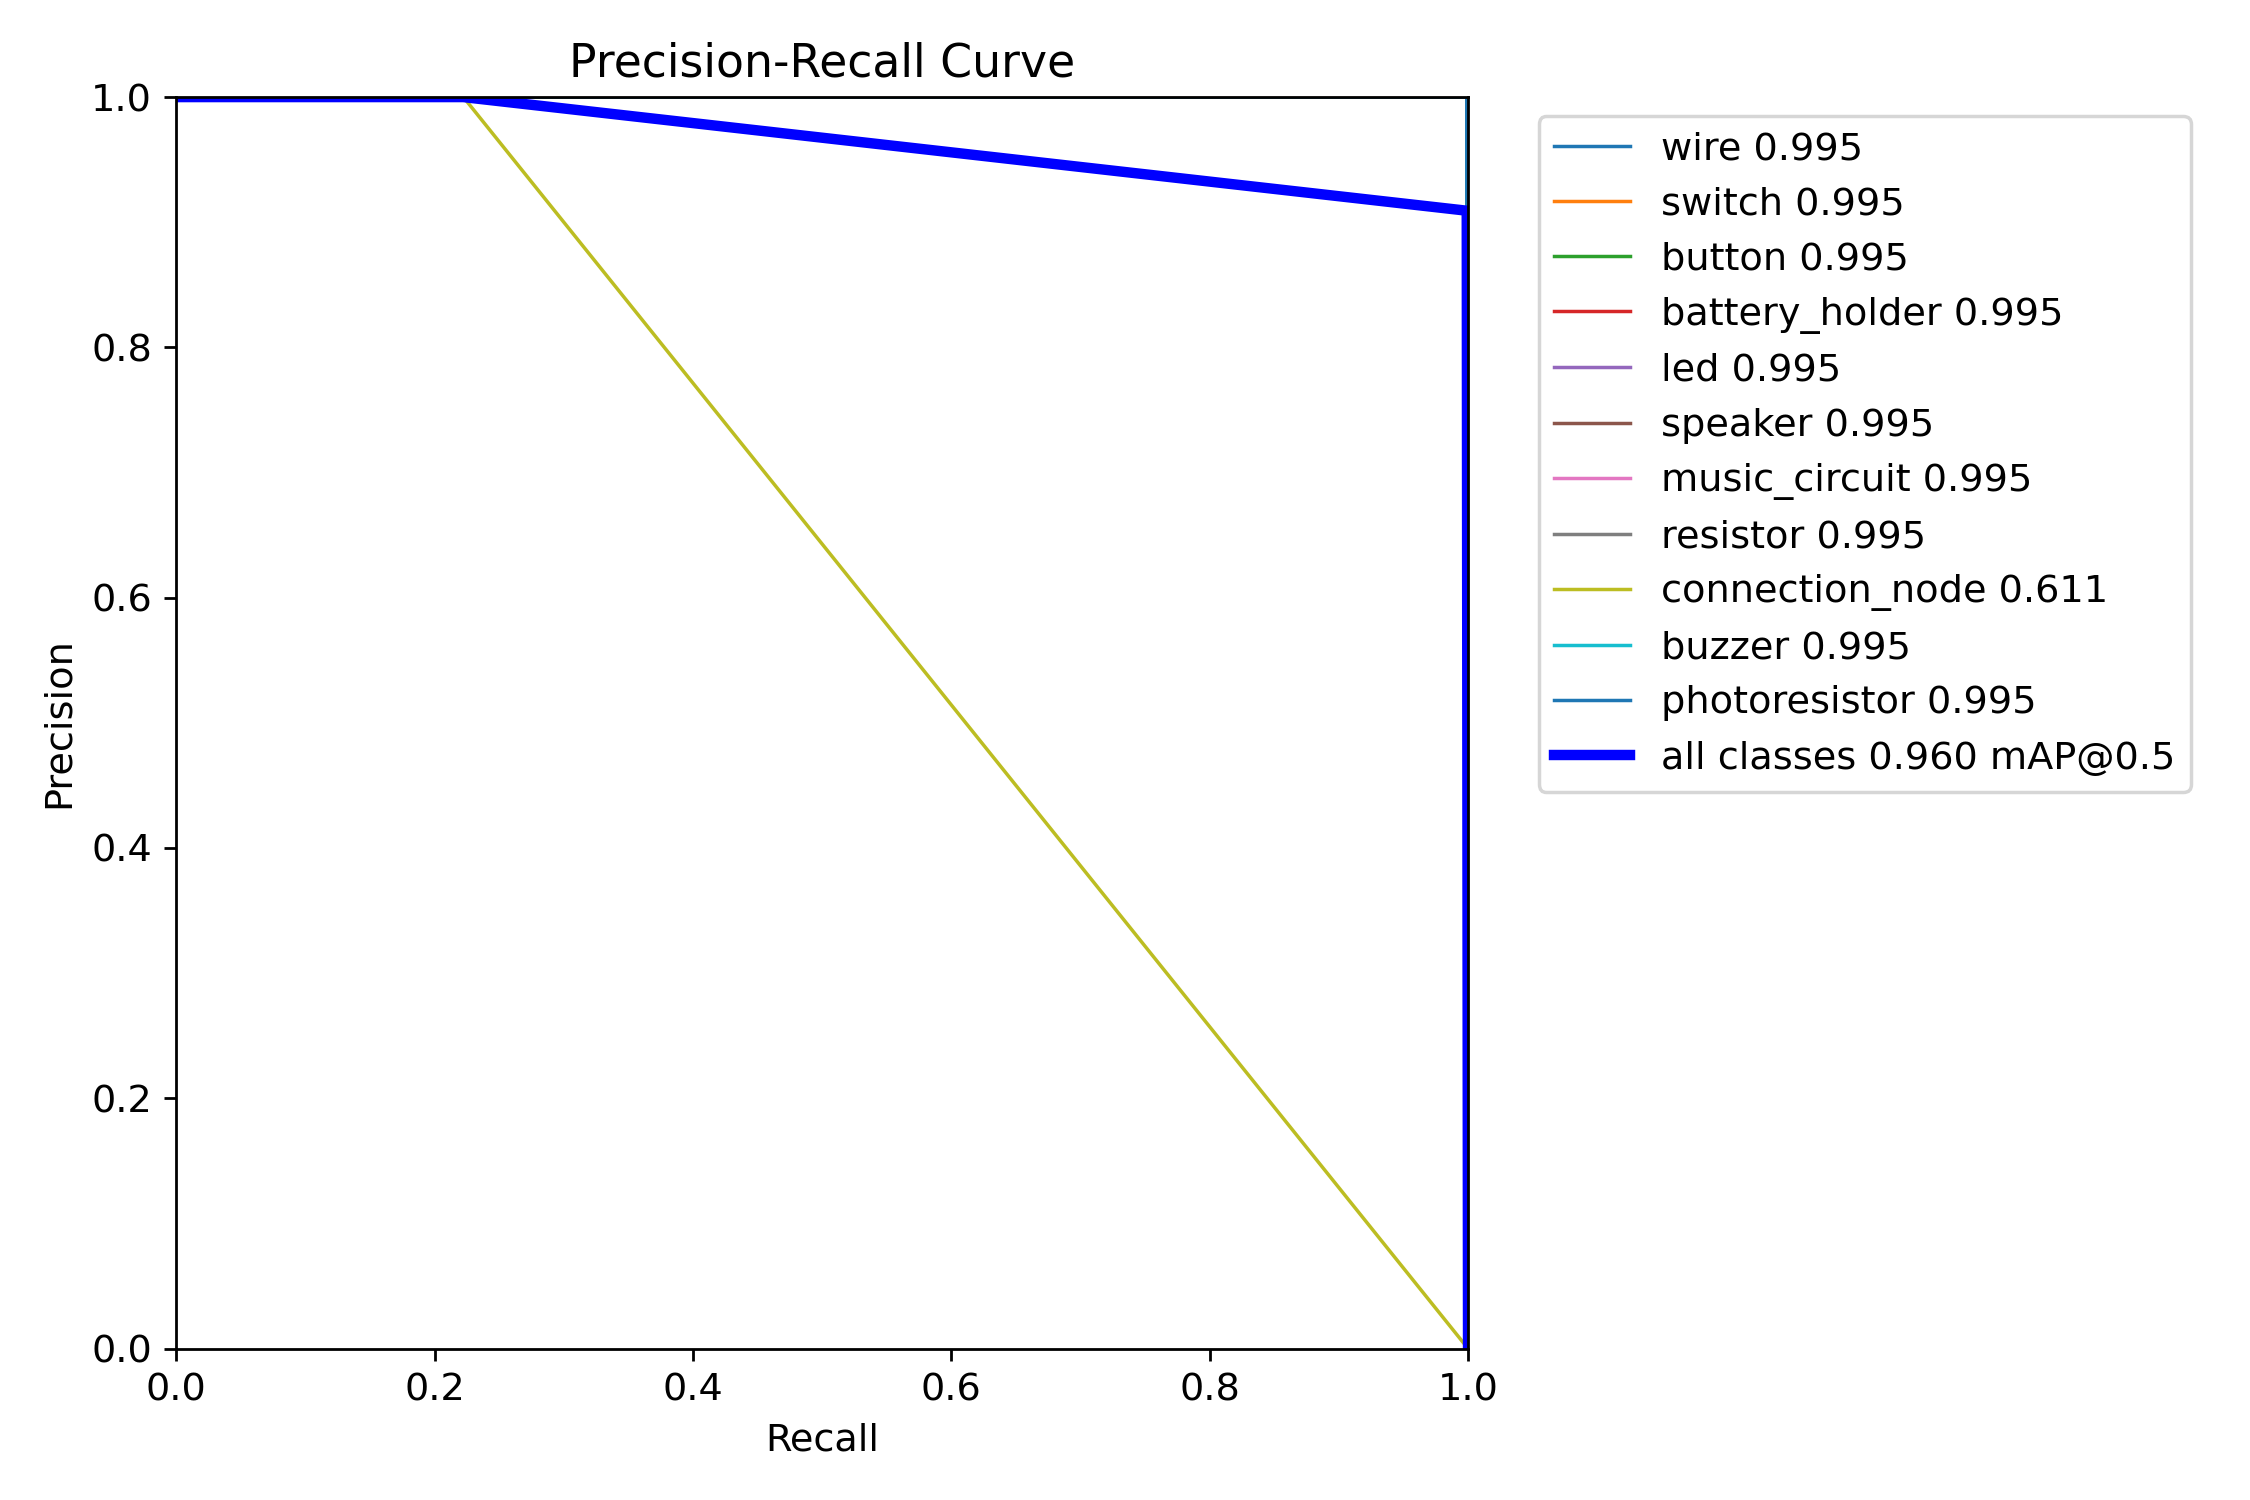 Precision-Recall Curve
1.0
0.8
0.6
0.4
0.2
0.0
Precision
0.0 0.2 0.4 0.6 0.8 1.0
Recall
wire 0.995
switch 0.995
button 0.995
battery_holder 0.995
led 0.995
speaker 0.995
music_circuit 0.995
resistor 0.995
connection_node 0.611
buzzer 0.995
photoresistor 0.995
all classes 0.960 mAP@0.5